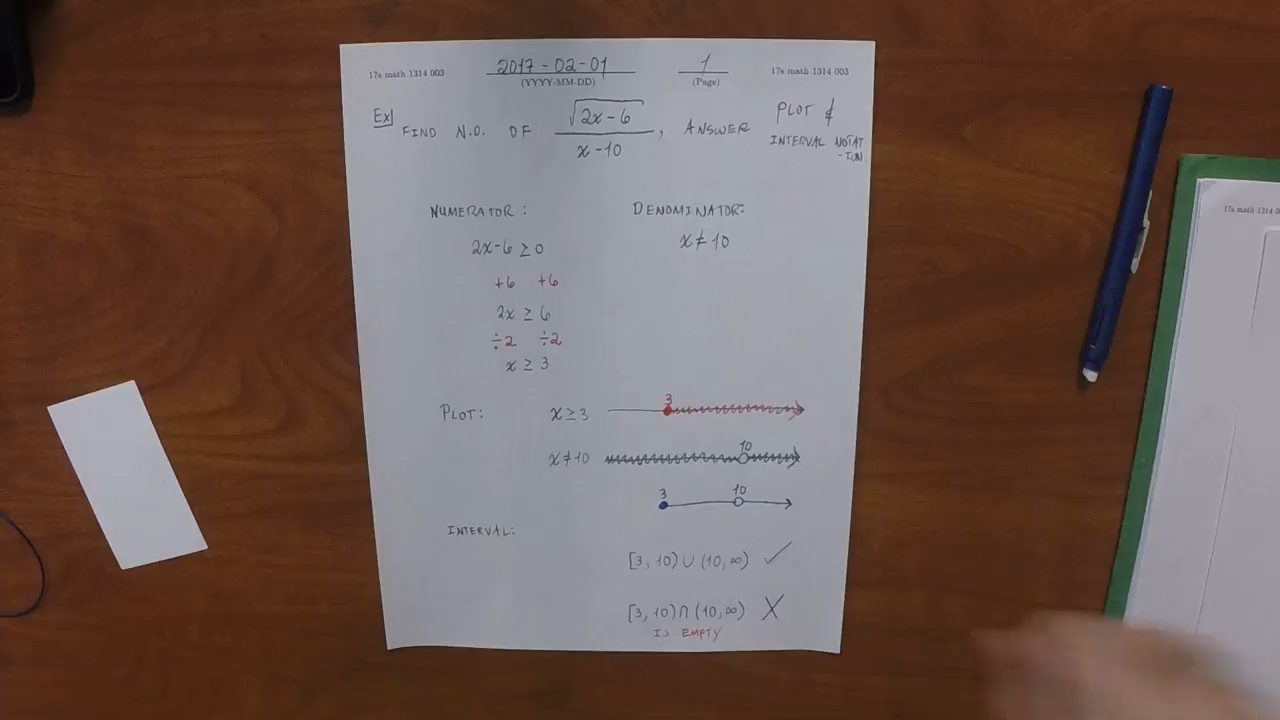 17s math 1314 003 2017-02-01 1 17s math 1314 003
(YYYY-MM-DD) (Page)
Ex] FIND N.D. OF √(2x-6) / (x-10), ANSWER PLOT &
INTERVAL NOTAT
-ION
NUMERATOR: DENOMINATOR:
2x-6 ≥ 0 x ≠ 10
+6 +6
2x ≥ 6
÷2 ÷2
x ≥ 3
PLOT: x ≥ 3 3
x ≠ 10 10
3 10
INTERVAL:
[3, 10) ∪ (10, ∞) ✓
[3, 10) ∩ (10, ∞) X
IS EMPTY
17s math 1314 0